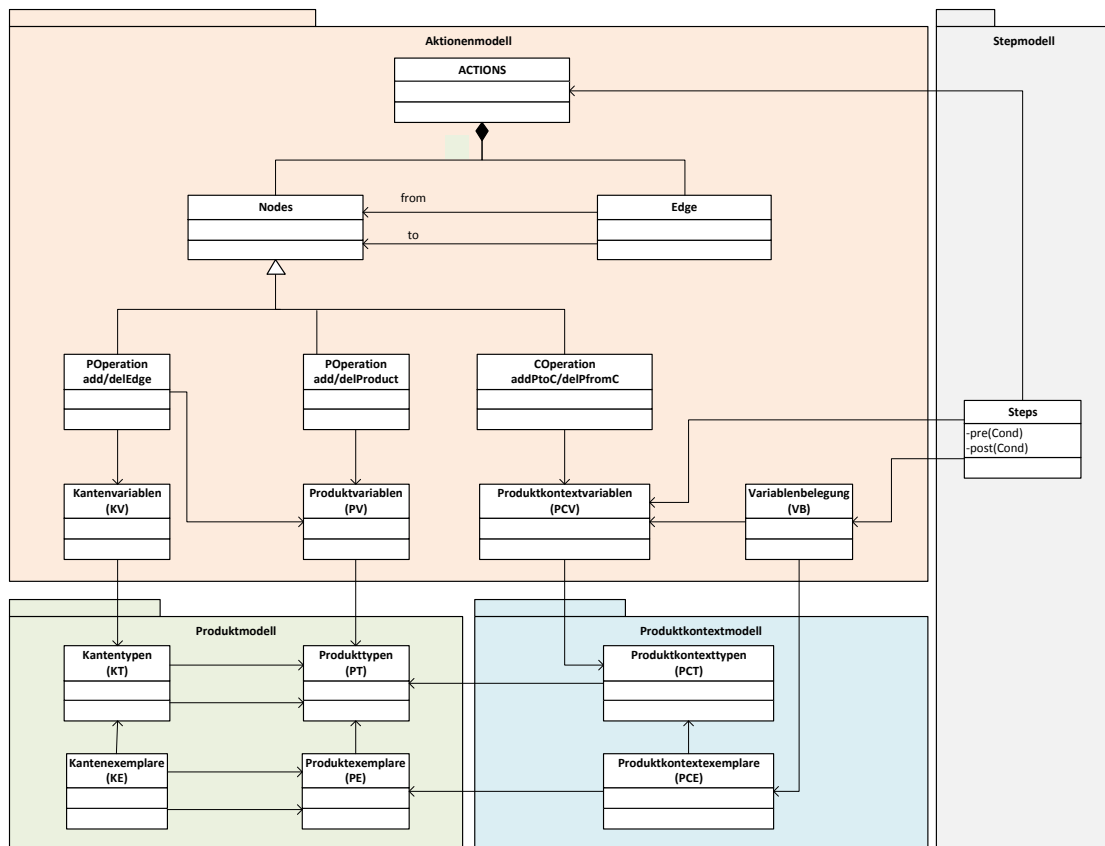 Aktionenmodell
Stepmodell
ACTIONS
Nodes
from
to
Edge
POperation
add/delEdge
POperation
add/delProduct
COperation
addPtoC/delPfromC
Steps
-pre(Cond)
-post(Cond)
Kantenvariablen
(KV)
Produktvariablen
(PV)
Produktkontextvariablen
(PCV)
Variablenbelegung
(VB)
Produktmodell
Produktkontextmodell
Kantentypen
(KT)
Produkttypen
(PT)
Produktkontexttypen
(PCT)
Kantenexemplare
(KE)
Produktexemplare
(PE)
Produktkontextexemplare
(PCE)